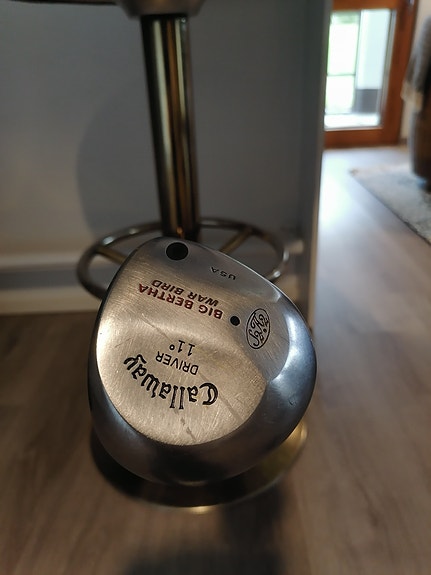 Callaway
DRIVER
11°
BIG BERTHA
WAR BIRD
USA